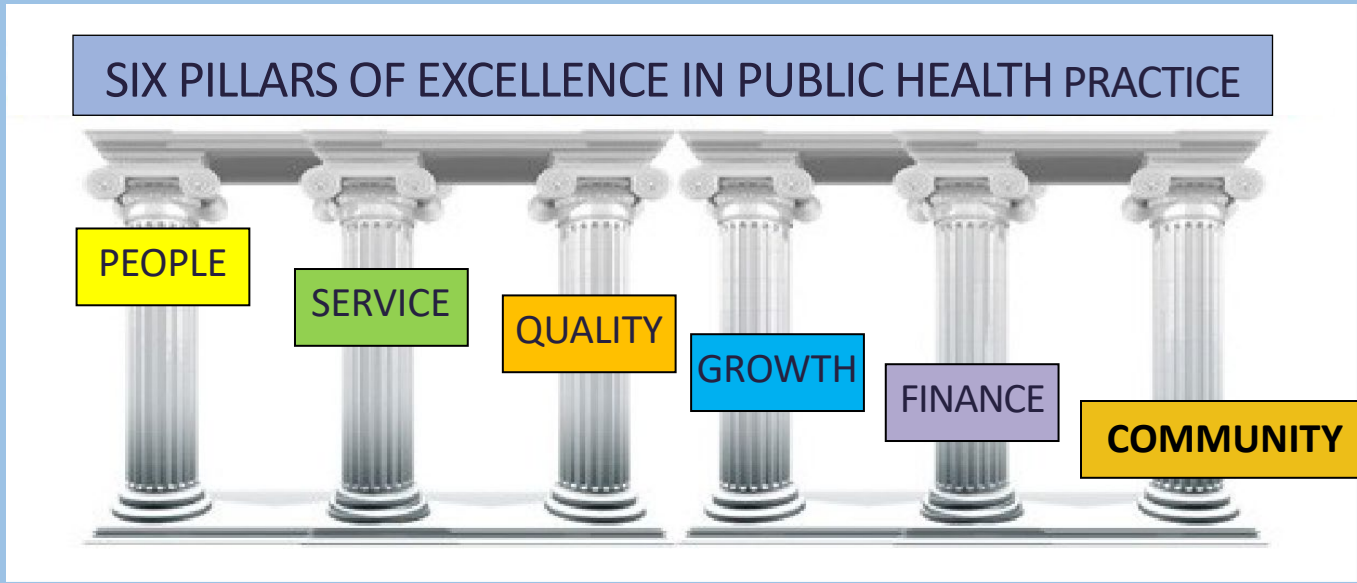 SIX PILLARS OF EXCELLENCE IN PUBLIC HEALTH PRACTICE
PEOPLE
SERVICE
QUALITY
GROWTH
FINANCE
COMMUNITY